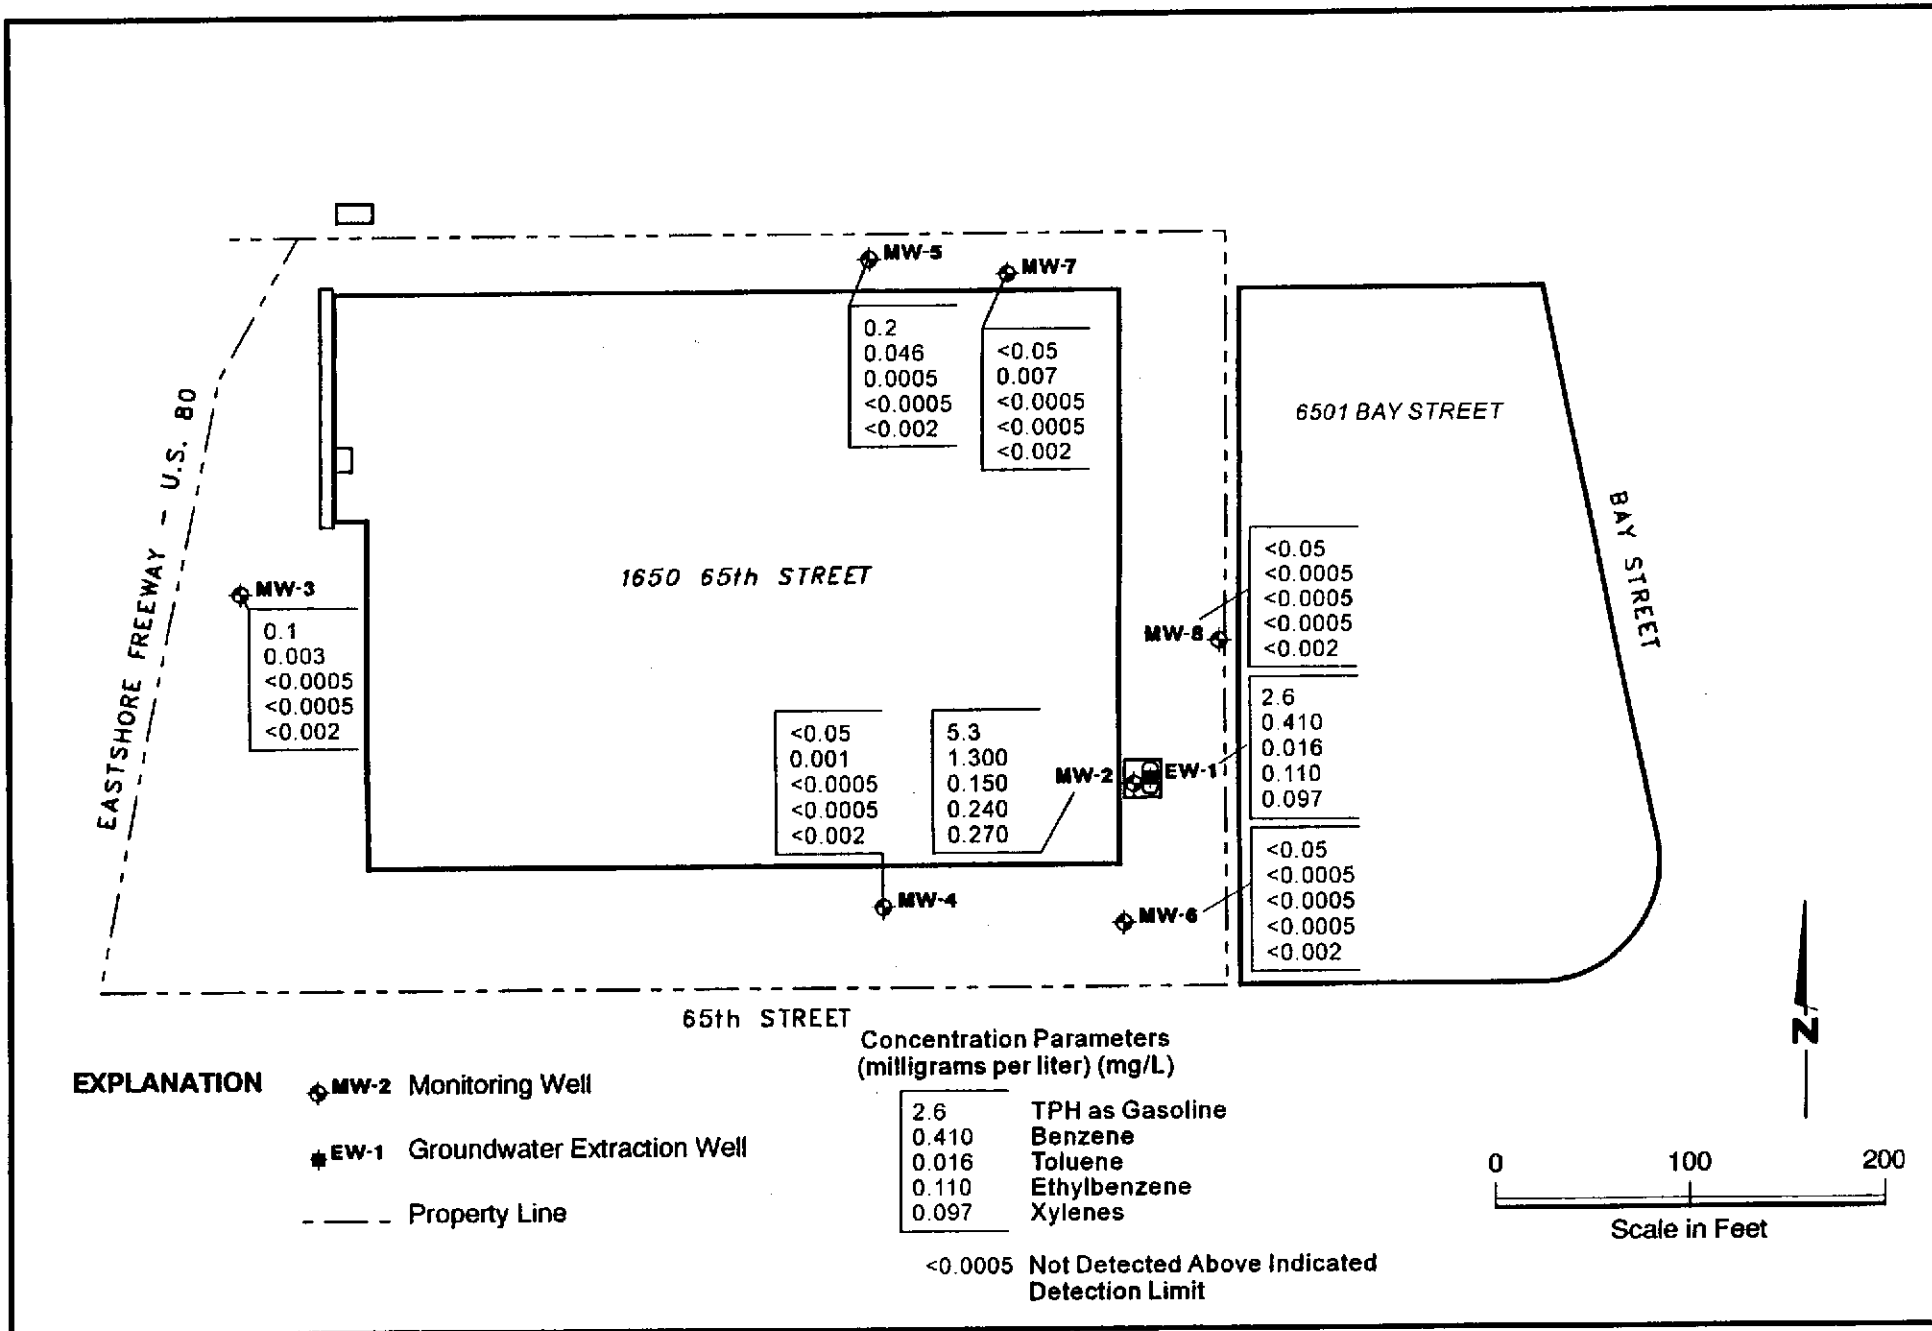 MW-5
MW-7
0.2
0.046
0.0005
<0.0005
<0.002
<0.05
0.007
<0.0005
<0.0005
<0.002
6501 BAY STREET
EASTSHORE FREEWAY - U.S. 80
BAY STREET
1650 65th STREET
MW-3
0.1
0.003
<0.0005
<0.0005
<0.002
MW-8
<0.05
<0.0005
<0.0005
<0.0005
<0.002
<0.05
0.001
<0.0005
<0.0005
<0.002
5.3
1.300
0.150
0.240
0.270
MW-2
EW-1
2.6
0.410
0.016
0.110
0.097
MW-4
MW-6
<0.05
<0.0005
<0.0005
<0.0005
<0.002
65th STREET
EXPLANATION
MW-2 Monitoring Well
EW-1 Groundwater Extraction Well
Property Line
Concentration Parameters
(milligrams per liter) (mg/L)
2.6 TPH as Gasoline
0.410 Benzene
0.016 Toluene
0.110 Ethylbenzene
0.097 Xylenes
<0.0005 Not Detected Above Indicated
Detection Limit
N
0 100 200
Scale in Feet